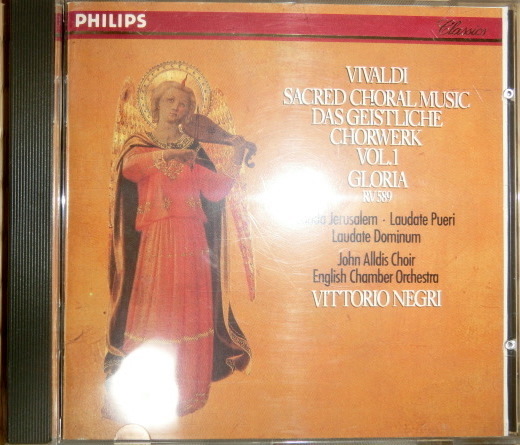 PHILIPS
Classics
VIVALDI
SACRED CHORAL MUSIC
DAS GEISTLICHE
CHORWERK
VOL.1
GLORIA
RV 589
Jerusalem · Laudate Pueri
Laudate Dominum
John Alldis Choir
English Chamber Orchestra
VITTORIO NEGRI